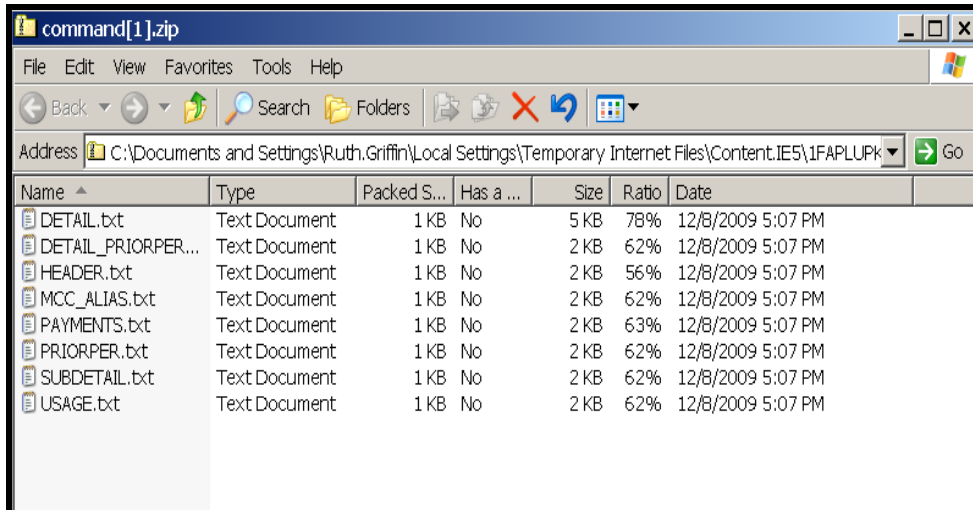 command[1].zip
File Edit View Favorites Tools Help
Back Search Folders
Address C:\Documents and Settings\Ruth.Griffin\Local Settings\Temporary Internet Files\Content.IE5\1FAPLUPK Go
Name Type Packed S... Has a ... Size Ratio Date
DETAIL.txt Text Document 1 KB No 5 KB 78% 12/8/2009 5:07 PM
DETAIL_PRIORPER... Text Document 1 KB No 2 KB 62% 12/8/2009 5:07 PM
HEADER.txt Text Document 1 KB No 2 KB 56% 12/8/2009 5:07 PM
MCC_ALIAS.txt Text Document 1 KB No 2 KB 62% 12/8/2009 5:07 PM
PAYMENTS.txt Text Document 1 KB No 2 KB 63% 12/8/2009 5:07 PM
PRIORPER.txt Text Document 1 KB No 2 KB 62% 12/8/2009 5:07 PM
SUBDETAIL.txt Text Document 1 KB No 2 KB 62% 12/8/2009 5:07 PM
USAGE.txt Text Document 1 KB No 2 KB 62% 12/8/2009 5:07 PM